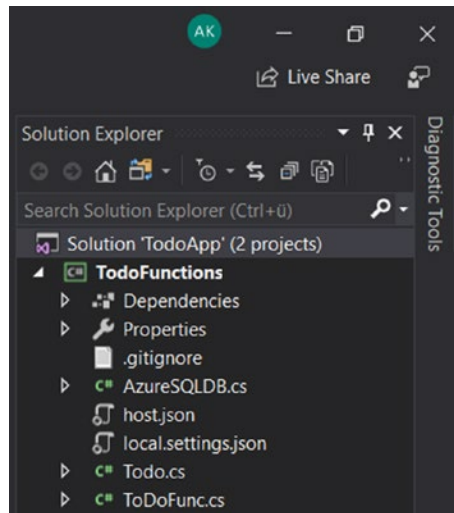 AK
Live Share
Solution Explorer
Diagnostic Tools
Search Solution Explorer (Ctrl+ü)
Solution 'TodoApp' (2 projects)
C# TodoFunctions
Dependencies
Properties
.gitignore
C# AzureSQLDB.cs
host.json
local.settings.json
C# Todo.cs
C# ToDoFunc.cs